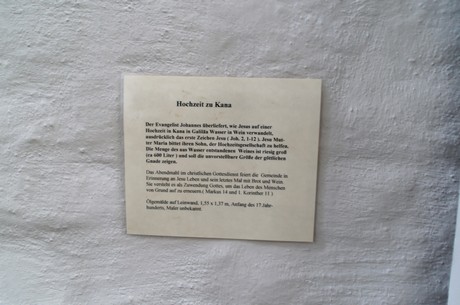 Hochzeit zu Kana
Der Evangelist Johannes überliefert, wie Jesus auf einer
Hochzeit in Kana in Galiläa Wasser in Wein verwandelt,
ausdrücklich das erste Zeichen Jesu ( Joh. 2, 1-12 ). Jesu Mut-
ter Maria bittet ihren Sohn, der Hochzeitsgesellschaft zu helfen.
Die Menge des aus Wasser entstandenen Weines ist riesig groß
(ca 600 Liter ) und soll die unvorstellbare Größe der göttlichen
Gnade zeigen.
Das Abendmahl im christlichen Gottesdienst feiert die Gemeinde in
Erinnerung an Jesu Leben und sein letztes Mal mit Brot und Wein.
Sie versteht es als Zuwendung Gottes, um das Leben des Menschen
von Grund auf zu erneuern.( Markus 14 und 1. Korinther 11 )
Ölgemälde auf Leinwand, 1,55 x 1,37 m, Anfang des 17.Jahr-
hunderts, Maler unbekannt